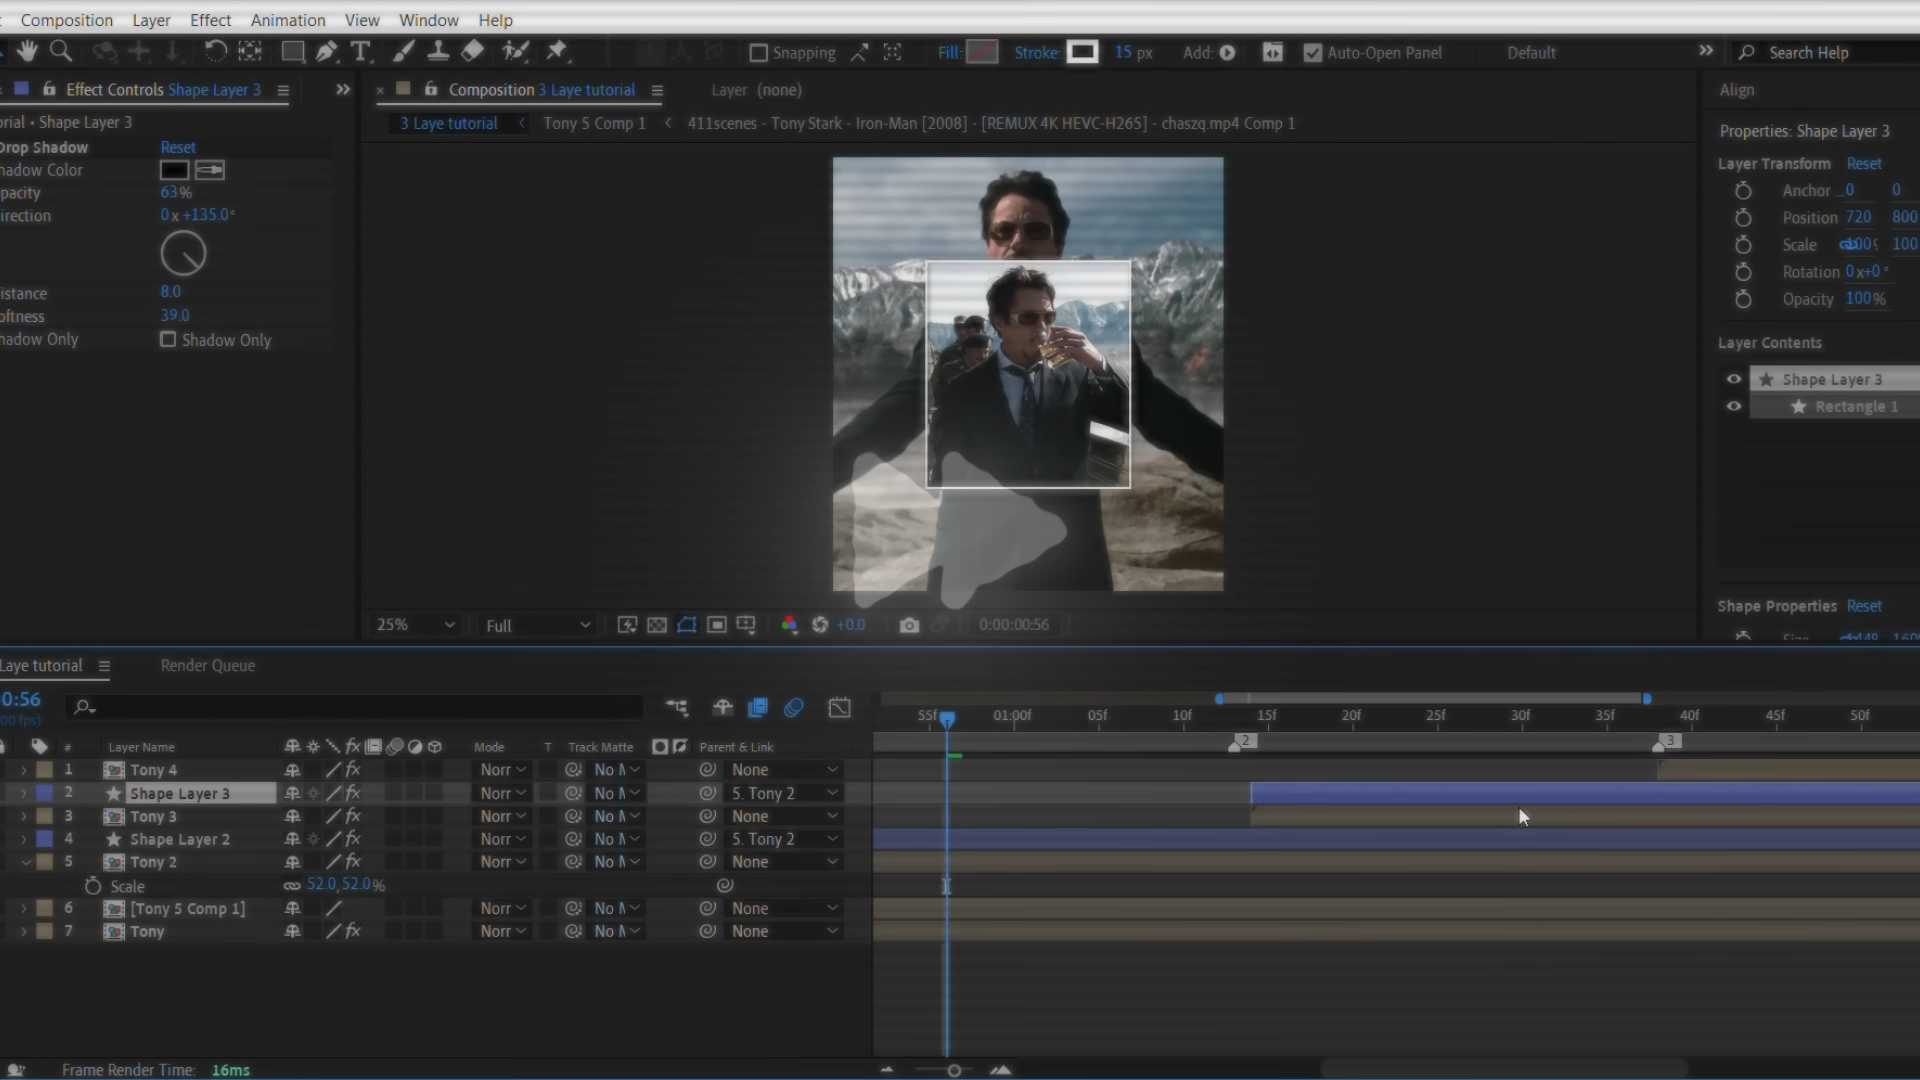 Composition Layer Effect Animation View Window Help
Snapping Fill: Stroke: 15 px Add: Auto-Open Panel Default Search Help
Effect Controls Shape Layer 3
Composition 3 Laye tutorial
Layer (none)
Align
3 Laye tutorial Tony 5 Comp 1 411scenes - Tony Stark - Iron-Man [2008] - [REMUX 4K HEVC-H265] - chaszq.mp4 Comp 1
orial • Shape Layer 3
Drop Shadow Reset
hadow Color
pacity 63%
irection 0 x +135.0°
istance 8.0
oftness 39.0
hadow Only Shadow Only
Properties: Shape Layer 3
Layer Transform Reset
Anchor 0 0
Position 720 800
Scale 100 100
Rotation 0 x+0°
Opacity 100%
Layer Contents
Shape Layer 3
Rectangle 1
Shape Properties Reset
Size 1448
25% Full +0.0 0:00:00:56
Laye tutorial Render Queue
0:56
00 fps)
55f 01:00f 05f 10f 15f 20f 25f 30f 35f 40f 45f 50f
# Layer Name Mode T Track Matte Parent & Link
2 3
1 Tony 4 Norr No None
2 Shape Layer 3 Norr No 5. Tony 2
3 Tony 3 Norr No None
4 Shape Layer 2 Norr No 5. Tony 2
5 Tony 2 Norr No None
Scale 52.0, 52.0%
6 [Tony 5 Comp 1] Norr No None
7 Tony Norr No None
Frame Render Time: 16ms